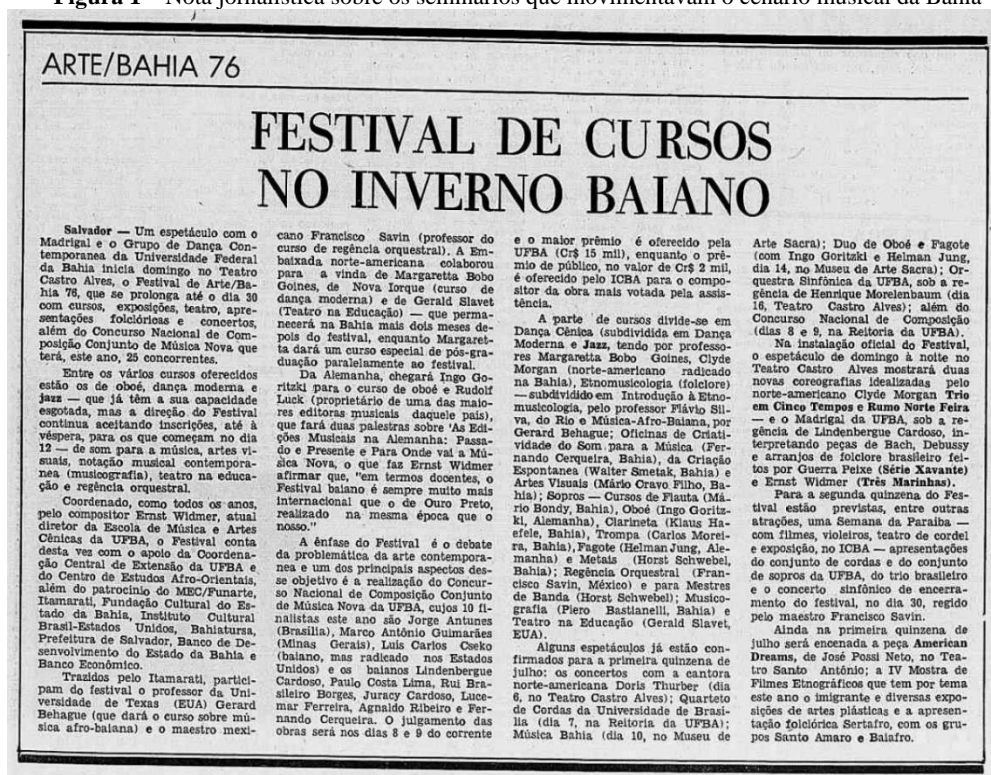 Figura 1 – Nota jornalística sobre os seminários que movimentavam o cenário musical da Bahia
ARTE/BAHIA 76
FESTIVAL DE CURSOS
NO INVERNO BAIANO
Salvador — Um espetáculo com o
Madrigal e o Grupo de Dança Con-
temporanea da Universidade Federal
da Bahia inicia domingo no Teatro
Castro Alves, o Festival de Arte/Ba-
hia 76, que se prolonga até o dia 30
com cursos, exposições, teatro, apre-
sentações folclóricas e concertos,
além do Concurso Nacional de Com-
posição Conjunto de Música Nova que
terá, este ano, 25 concorrentes.
Entre os vários cursos oferecidos
estão os de oboé, dança moderna e
jazz — que já têm a sua capacidade
esgotada, mas a direção do Festival
continua aceitando inscrições, até à
véspera, para os que começam no dia
12 — de som para a música, artes vi-
suais, notação musical contempora-
nea (musicografia), teatro na educa-
ção e regência orquestral.
Coordenado, como todos os anos,
pelo compositor Ernst Widmer, atual
diretor da Escola de Música e Artes
Cênicas da UFBA, o Festival conta
desta vez com o apoio da Coordena-
ção Central de Extensão da UFBA e
do Centro de Estudos Afro-Orientais,
além do patrocínio do MEC/Funarte,
Itamarati, Fundação Cultural do Es-
tado da Bahia, Instituto Cultural
Brasil-Estados Unidos, Bahiatursa,
Prefeitura de Salvador, Banco de De-
senvolvimento do Estado da Bahia e
Banco Econômico.
Trazidos pelo Itamarati, partici-
pam do festival o professor da Uni-
versidade de Texas (EUA) Gerard
Behague (que dará o curso sobre mú-
sica afro-baiana) e o maestro mexi-
cano Francisco Savin (professor do
curso de regência orquestral). A Em-
baixada norte-americana colaborou
para a vinda de Margaretta Bobo
Goines, de Nova Iorque (curso de
dança moderna) e de Gerald Slavet
(Teatro na Educação) — que perma-
necerá na Bahia mais dois meses de-
pois do festival, enquanto Margaret-
ta dará um curso especial de pós-gra-
duação paralelamente ao festival.
Da Alemanha, chegará Ingo Go-
ritzki para o curso de oboé e Rudolf
Luck (proprietário de uma das maio-
res editoras musicais daquele país),
que fará duas palestras sobre 'As Edi-
ções Musicais na Alemanha: Passa-
do e Presente e Para Onde vai a Mú-
sica Nova, o que faz Ernst Widmer
afirmar que, "em termos docentes, o
Festival baiano é sempre muito mais
internacional que o de Ouro Preto,
realizado na mesma época que o
nosso."
A ênfase do Festival é o debate
da problemática da arte contempora-
nea e um dos principais aspectos des-
se objetivo é a realização do Concur-
so Nacional de Composição Conjunto
de Música Nova da UFBA, cujos 10 fi-
nalistas este ano são Jorge Antunes
(Brasília), Marco Antônio Guimarães
(Minas Gerais), Luis Carlos Cseko
(baiano, mas radicado nos Estados
Unidos) e os baianos Lindenbergue
Cardoso, Paulo Costa Lima, Rui Bra-
sileiro Borges, Juracy Cardoso, Luce-
mar Ferreira, Agnaldo Ribeiro e Fer-
nando Cerqueira. O julgamento das
obras será nos dias 8 e 9 do corrente
e o maior prêmio é oferecido pela
UFBA (Cr$ 15 mil), enquanto o prê-
mio de público, no valor de Cr$ 2 mil,
é oferecido pelo ICBA para o compo-
sitor da obra mais votada pela assis-
tência.
A parte de cursos divide-se em
Dança Cênica (subdividida em Dança
Moderna e Jazz, tendo por professo-
res Margaretta Bobo Goines, Clyde
Morgan (norte-americano radicado
na Bahia), Etnomusicologia (folclore)
— subdividido em Introdução à Etno-
musicologia, pelo professor Flávio Sil-
va, do Rio e Música-Afro-Baiana, por
Gerard Behague; Oficinas de Criati-
vidade do Som para a Música (Fer-
nando Cerqueira, Bahia), da Criação
Espontanea (Walter Smetak, Bahia) e
Artes Visuais (Mário Cravo Filho, Ba-
hia); Sopros — Cursos de Flauta (Má-
rio Bondy, Bahia), Oboé (Ingo Goritz-
ki, Alemanha), Clarineta (Klaus Ha-
efele, Bahia), Trompa (Carlos Morei-
ra, Bahia), Fagote (Helman Jung, Ale-
manha) e Metais (Horst Schwebel,
Bahia); Regência Orquestral (Fran-
cisco Savin, México) e para Mestres
de Banda (Horst Schwebel); Musico-
grafia (Piero Bastianelli, Bahia) e
Teatro na Educação (Gerald Slavet,
EUA).
Alguns espetáculos já estão con-
firmados para a primeira quinzena de
julho: os concertos com a cantora
norte-americana Doris Thurber (dia
6, no Teatro Castro Alves); Quarteto
de Cordas da Universidade de Brasí-
lia (dia 7, na Reitoria da UFBA);
Música Bahia (dia 10, no Museu de
Arte Sacra); Duo de Oboé e Fagote
(com Ingo Goritzki e Helman Jung,
dia 14, no Museu de Arte Sacra); Or-
questra Sinfônica da UFBA, sob a re-
gência de Henrique Morelenbaum (dia
16, Teatro Castro Alves); além do
Concurso Nacional de Composição
(dias 8 e 9, na Reitoria da UFBA).
Na instalação oficial do Festival,
o espetáculo de domingo à noite no
Teatro Castro Alves mostrará duas
novas coreografias idealizadas pelo
norte-americano Clyde Morgan Trio
em Cinco Tempos e Rumo Norte Feira
— e o Madrigal da UFBA, sob a re-
gência de Lindenbergue Cardoso, in-
terpretando peças de Bach, Debussy
e arranjos de folclore brasileiro fei-
tos por Guerra Peixe (Série Xavante)
e Ernst Widmer (Três Marinhas).
Para a segunda quinzena do Fes-
tival estão previstas, entre outras
atrações, uma Semana da Paraiba —
com filmes, violeiros, teatro de cordel
e exposição, no ICBA — apresentações
do conjunto de cordas e do conjunto
de sopros da UFBA, do trio brasileiro
e o concerto sinfônico de encerra-
mento do festival, no dia 30, regido
pelo maestro Francisco Savin.
Ainda na primeira quinzena de
julho será encenada a peça American
Dreams, de José Possi Neto, no Tea-
tro Santo Antônio; a IV Mostra de
Filmes Etnográficos que tem por tema
este ano o imigrante e diversas expo-
sições de artes plásticas e a apresen-
tação folclórica Sertafro, com os gru-
pos Santo Amaro e Balafro.